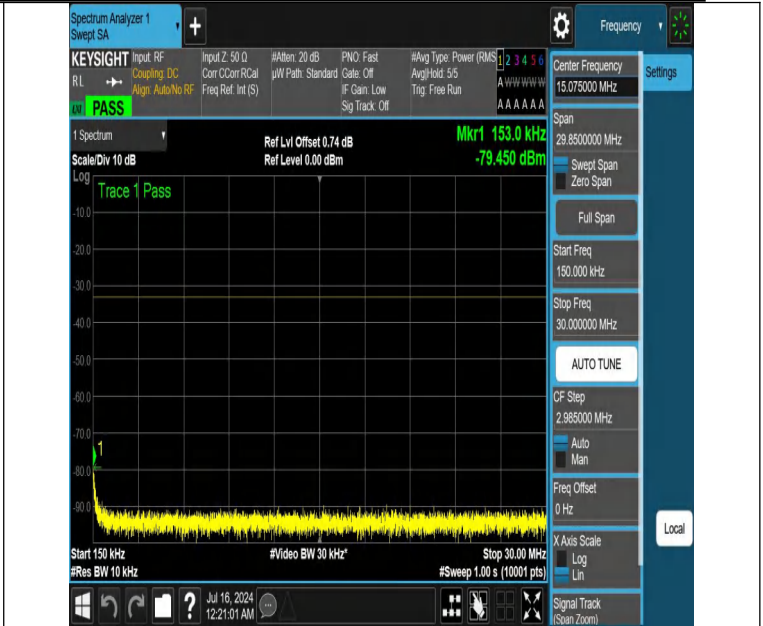 Spectrum Analyzer 1
Swept SA
+
Frequency
KEYSIGHT
RL
PASS
Input: RF
Coupling: DC
Align: Auto/No RF
Input Z: 50 Ω
Corr CCorr RCal
Freq Ref: Int (S)
#Atten: 20 dB
µW Path: Standard
PNO: Fast
Gate: Off
IF Gain: Low
Sig Track: Off
#Avg Type: Power (RMS
Avg|Hold: 5/5
Trig: Free Run
1 2 3 4 5 6
A W W W W W
A A A A A A
1 Spectrum
Scale/Div 10 dB
Log
Ref Lvl Offset 0.74 dB
Ref Level 0.00 dBm
Mkr1 153.0 kHz
-79.450 dBm
Trace 1 Pass
-10.0
-20.0
-30.0
-40.0
-50.0
-60.0
-70.0
1
-80.0
-90.0
Start 150 kHz
#Res BW 10 kHz
#Video BW 30 kHz*
Stop 30.00 MHz
#Sweep 1.00 s (10001 pts)
?
Jul 16, 2024
12:21:01 AM
Center Frequency
15.075000 MHz
Settings
Span
29.8500000 MHz
Swept Span
Zero Span
Full Span
Start Freq
150.000 kHz
Stop Freq
30.000000 MHz
AUTO TUNE
CF Step
2.985000 MHz
Auto
Man
Freq Offset
0 Hz
X Axis Scale
Log
Lin
Local
Signal Track
(Span Zoom)